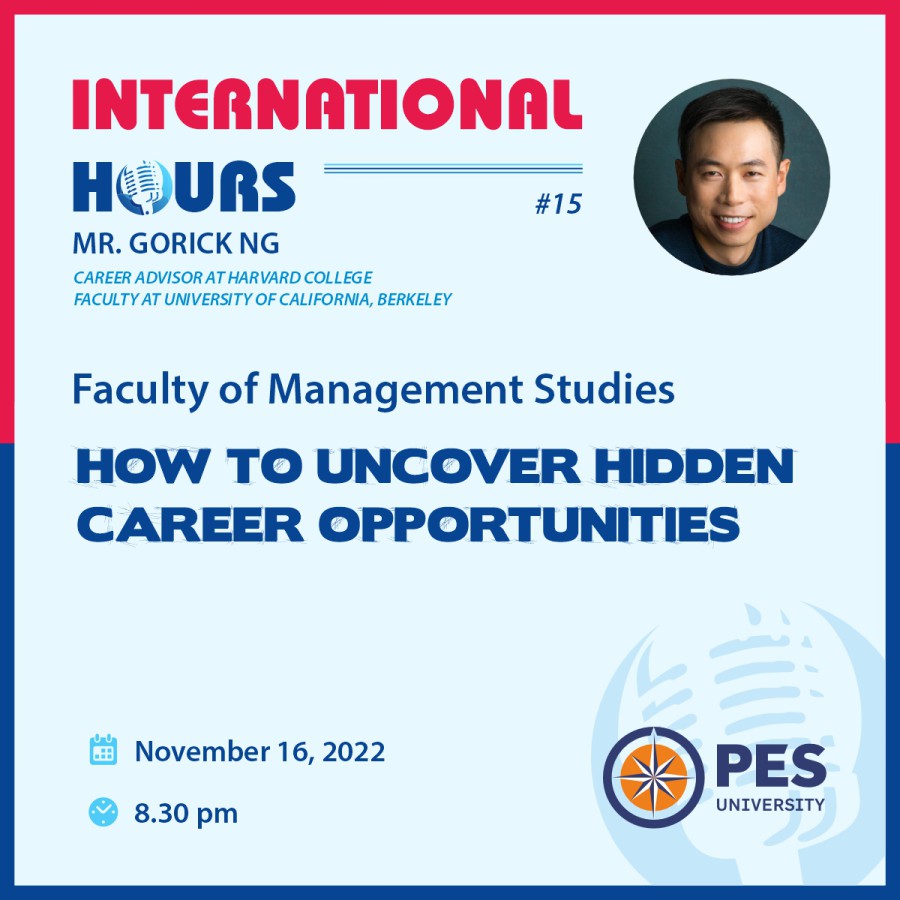 INTERNATIONAL
HOURS
#15
MR. GORICK NG
CAREER ADVISOR AT HARVARD COLLEGE
FACULTY AT UNIVERSITY OF CALIFORNIA, BERKELEY
Faculty of Management Studies
HOW TO UNCOVER HIDDEN
CAREER OPPORTUNITIES
November 16, 2022
8.30 pm
PES
UNIVERSITY